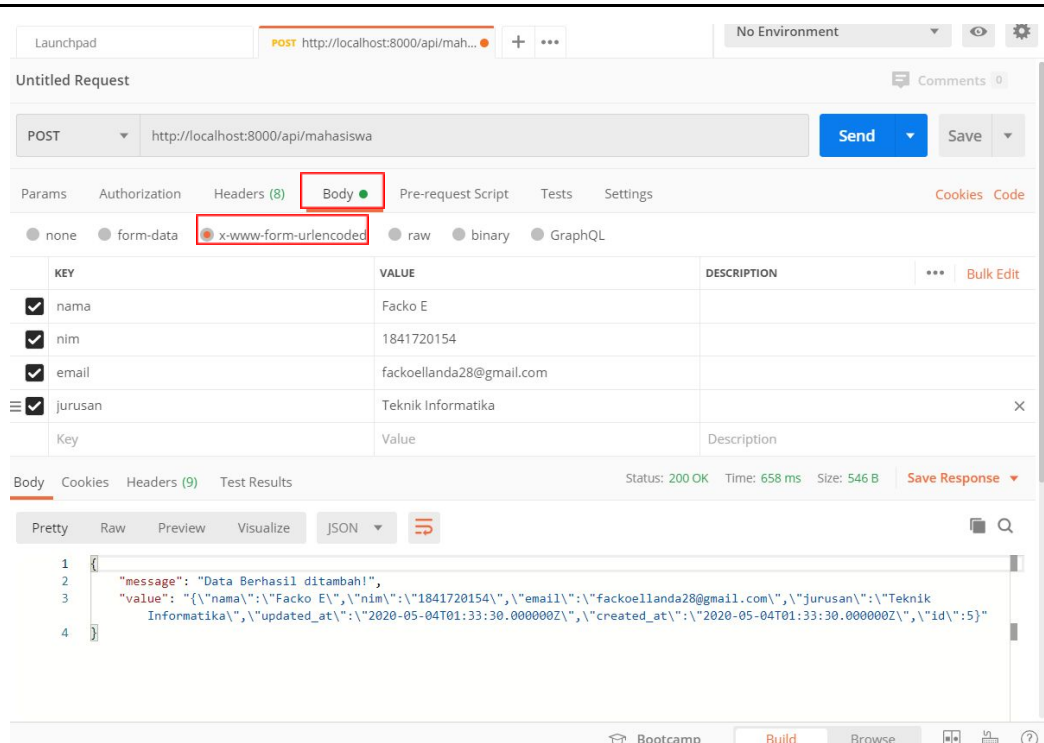 Launchpad
POST http://localhost:8000/api/mah...
No Environment
Untitled Request
Comments 0
POST http://localhost:8000/api/mahasiswa Send Save
Params Authorization Headers (8) Body Pre-request Script Tests Settings Cookies Code
none form-data x-www-form-urlencoded raw binary GraphQL
KEY VALUE DESCRIPTION Bulk Edit
nama Facko E
nim 1841720154
email fackoellanda28@gmail.com
jurusan Teknik Informatika
Key Value Description
Body Cookies Headers (9) Test Results Status: 200 OK Time: 658 ms Size: 546 B Save Response
Pretty Raw Preview Visualize JSON
1 {
2 "message": "Data Berhasil ditambah!",
3 "value": "{\"nama\":\"Facko E\",\"nim\":\"1841720154\",\"email\":\"fackoellanda28@gmail.com\",\"jurusan\":\"Teknik
Informatika\",\"updated_at\":\"2020-05-04T01:33:30.000000Z\",\"created_at\":\"2020-05-04T01:33:30.000000Z\",\"id\":5}"
4 }
Bootcamp Build Browse